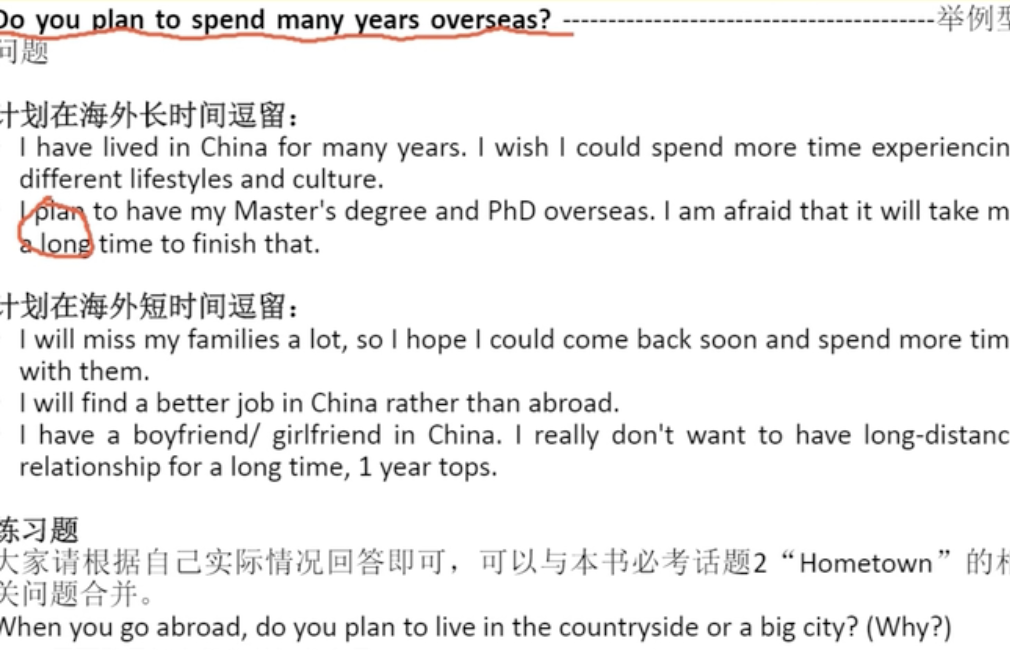 Do you plan to spend many years overseas? ----------------------------------------举例型
问题
计划在海外长时间逗留：
I have lived in China for many years. I wish I could spend more time experiencin
different lifestyles and culture.
I plan to have my Master's degree and PhD overseas. I am afraid that it will take m
a long time to finish that.
计划在海外短时间逗留：
I will miss my families a lot, so I hope I could come back soon and spend more tim
with them.
I will find a better job in China rather than abroad.
I have a boyfriend/ girlfriend in China. I really don't want to have long-distanc
relationship for a long time, 1 year tops.
练习题
大家请根据自己实际情况回答即可，可以与本书必考话题2“Hometown”的相
关问题合并。
When you go abroad, do you plan to live in the countryside or a big city? (Why?)